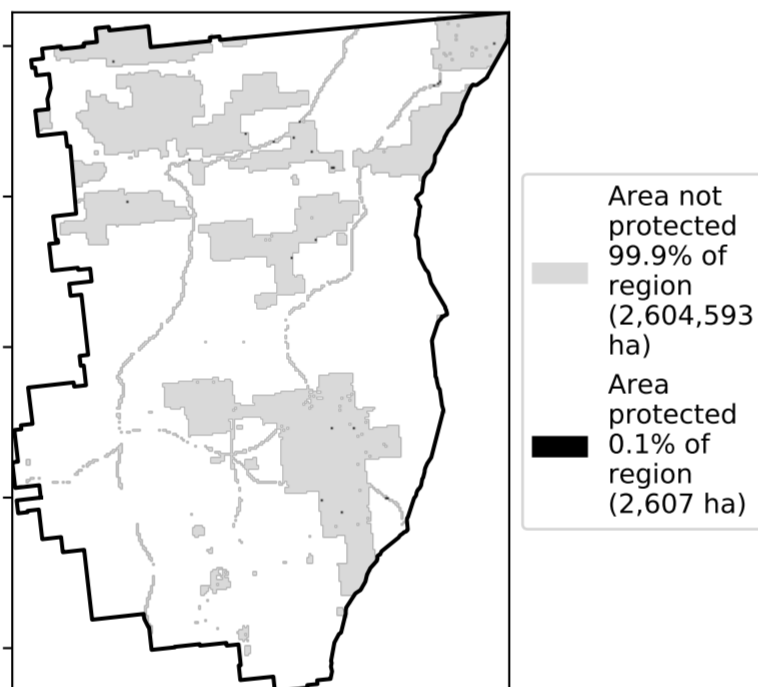 Area not
protected
99.9% of
region
(2,604,593
ha)
Area
protected
0.1% of
region
(2,607 ha)